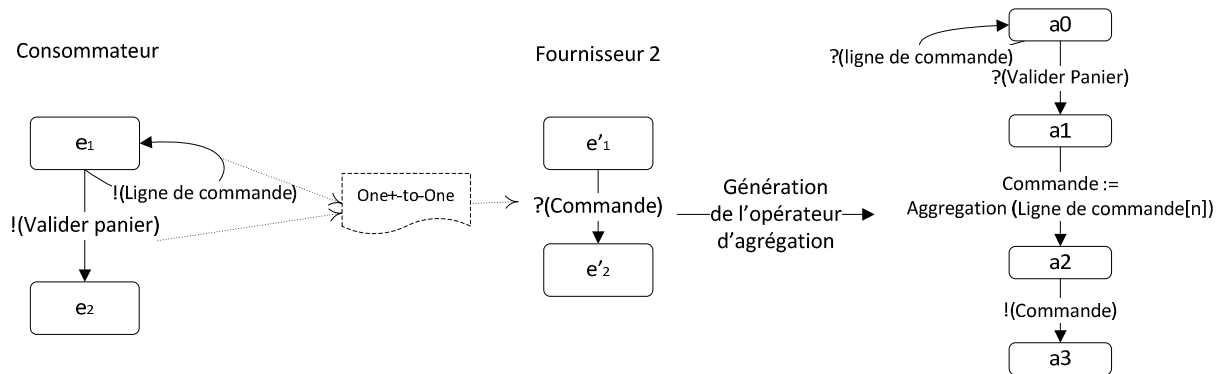 Consommateur
e1
!(Ligne de commande)
!(Valider panier)
e2
One+-to-One
Fournisseur 2
e'1
?(Commande)
e'2
Génération
de l'opérateur
d'agrégation
a0
?(ligne de commande)
?(Valider Panier)
a1
Commande :=
Aggregation (Ligne de commande[n])
a2
!(Commande)
a3